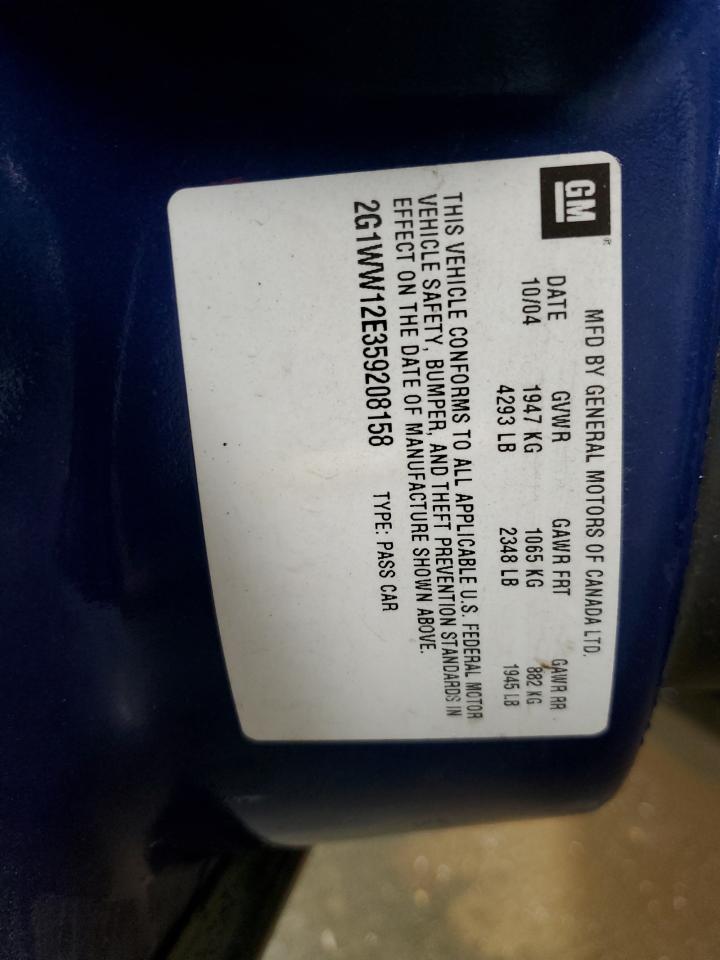 GM
MFD BY GENERAL MOTORS OF CANADA LTD.
DATE GVWR GAWR FRT GAWR RR
10/04 1947 KG 1065 KG 882 KG
4293 LB 2348 LB 1945 LB
THIS VEHICLE CONFORMS TO ALL APPLICABLE U.S. FEDERAL MOTOR
VEHICLE SAFETY, BUMPER, AND THEFT PREVENTION STANDARDS IN
EFFECT ON THE DATE OF MANUFACTURE SHOWN ABOVE.
2G1WW12E359208158 TYPE: PASS CAR